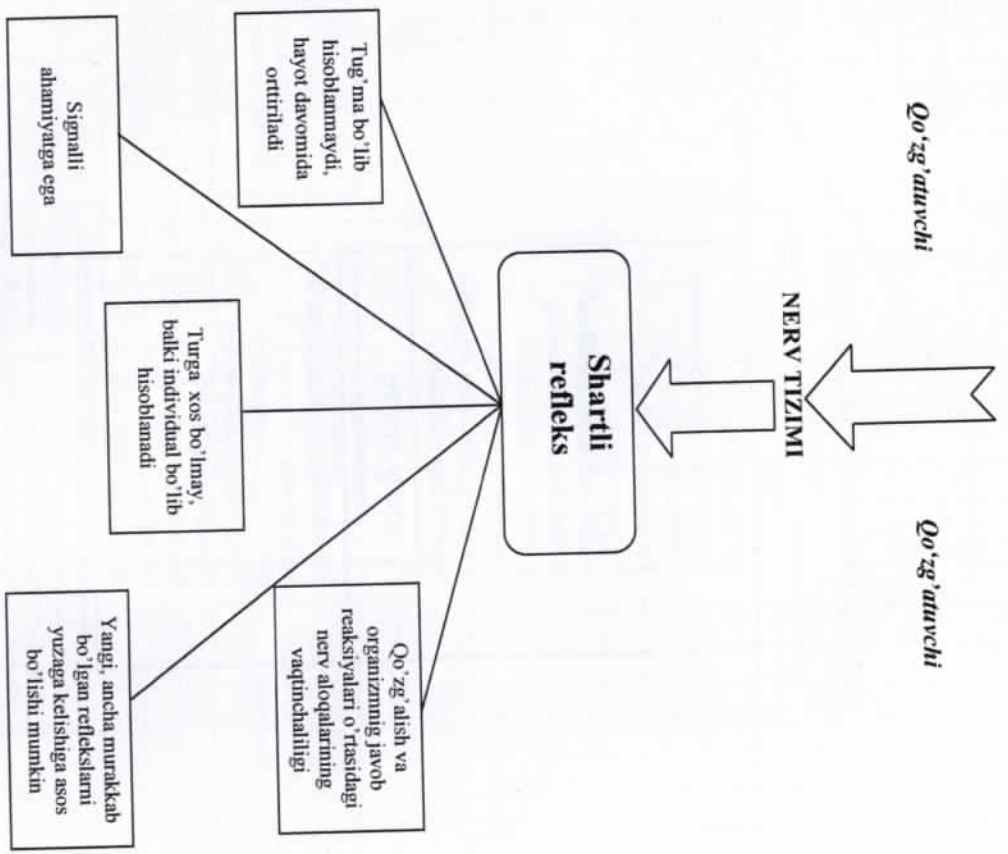 Qo‘zg’atuvchi
Qo‘zg’atuvchi
NERV TIZIMI
Shartli
refleks
Tug’ma bo’lib
hisoblanmaydi,
hayot davomida
orttiriladi
Qo’zg’alish va
organizmnig javob
reaksiyalari o’rtasidagi
nerv aloqalarining
vaqtinchaliligi
Signalli
ahamiyatga ega
Turga xos bo’lmay,
balki individual bo’lib
hisoblanadi
Yangi, ancha murakkab
bo’lgan reflekslarni
yuzaga kelishiga asos
bo’lishi mumkin